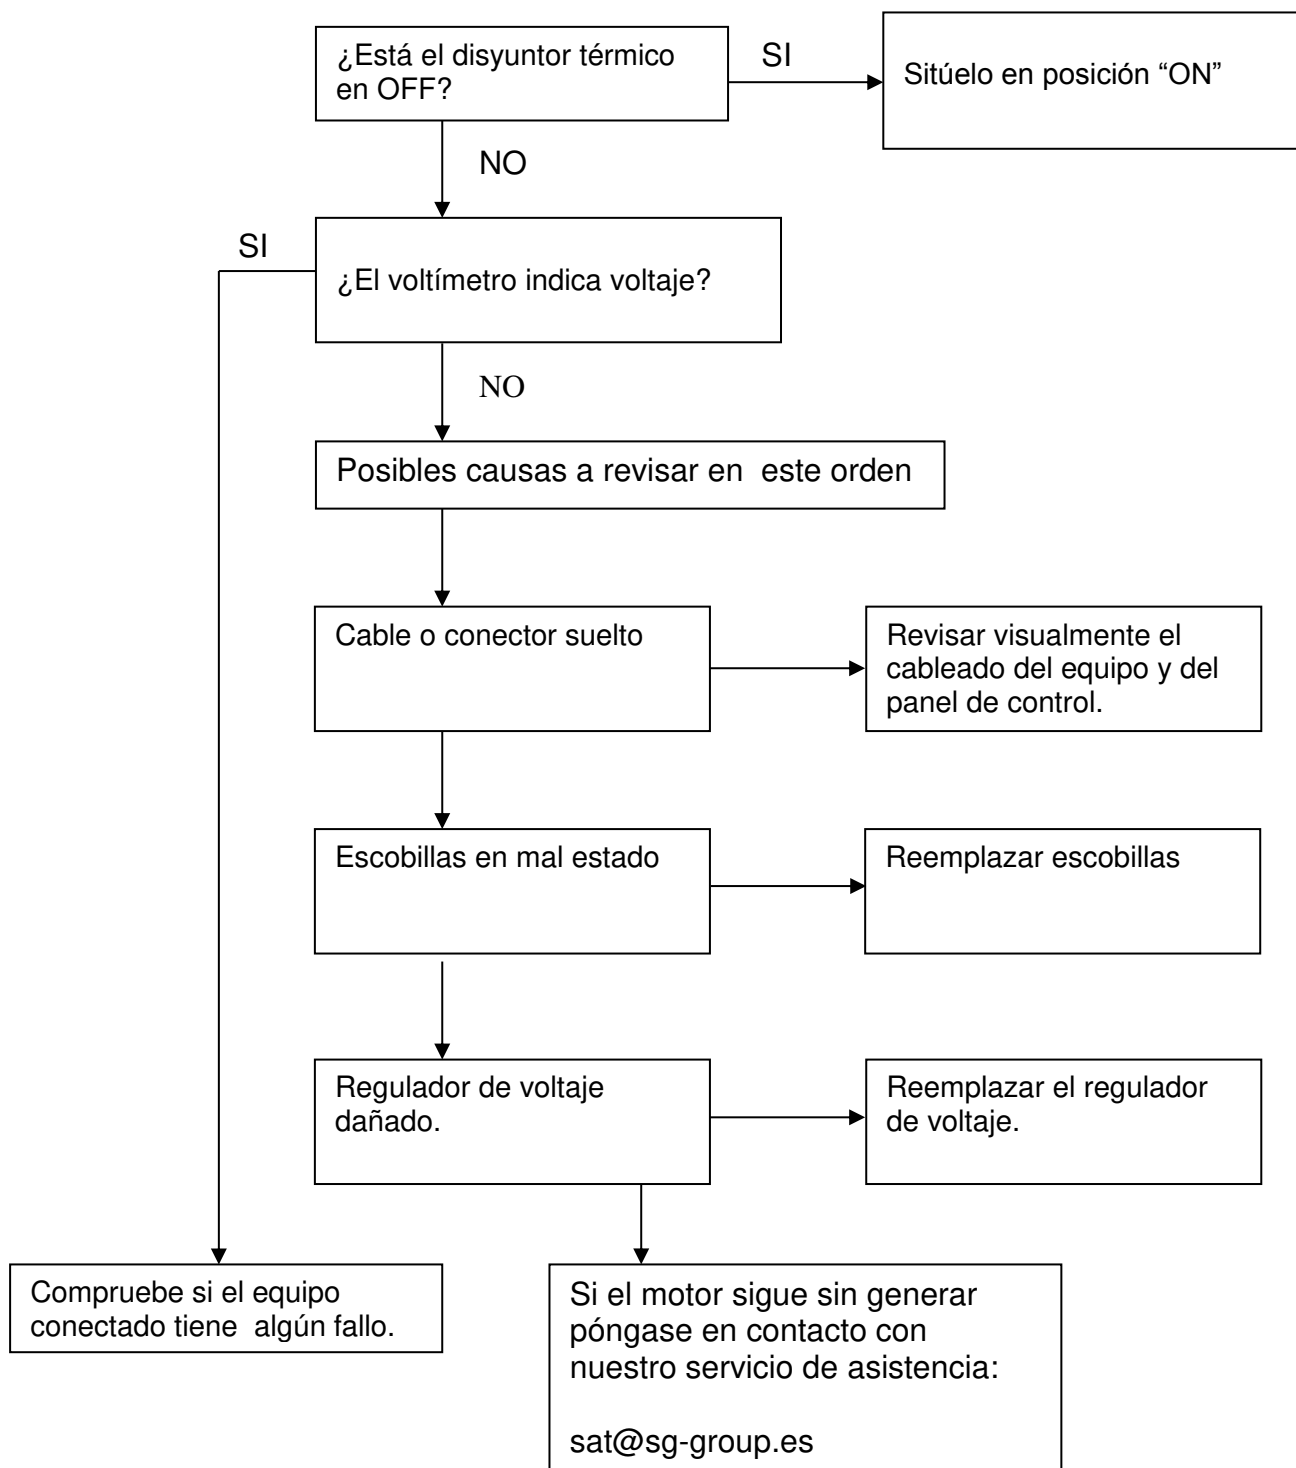 ¿Está el disyuntor térmico
en OFF?
SI
Sitúelo en posición “ON”
NO
SI
¿El voltímetro indica voltaje?
NO
Posibles causas a revisar en  este orden
Cable o conector suelto
Revisar visualmente el
cableado del equipo y del
panel de control.
Escobillas en mal estado
Reemplazar escobillas
Regulador de voltaje
dañado.
Reemplazar el regulador
de voltaje.
Compruebe si el equipo
conectado tiene  algún fallo.
Si el motor sigue sin generar
póngase en contacto con
nuestro servicio de asistencia:
sat@sg-group.es